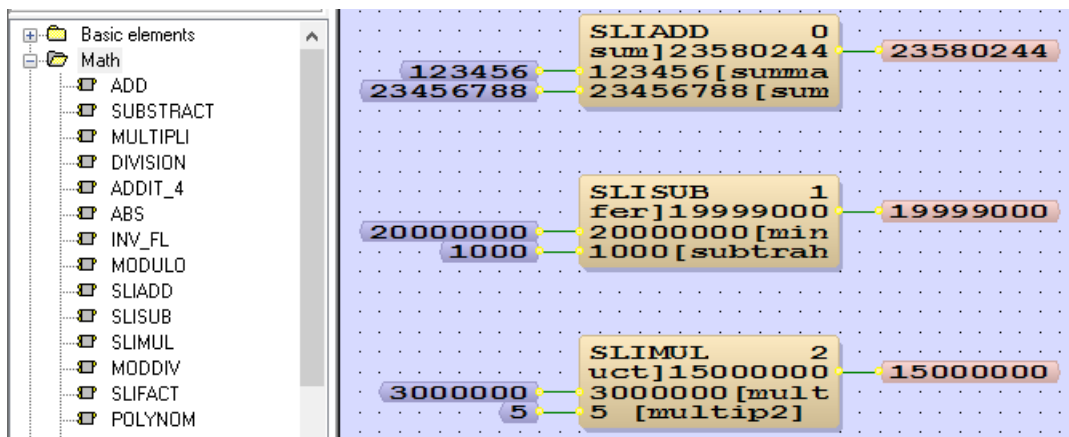 Basic elements
Math
ADD
SUBSTRACT
MULTIPLI
DIVISION
ADDIT_4
ABS
INV_FL
MODULO
SLIADD
SLISUB
SLIMUL
MODDIV
SLIFACT
POLYNOM
SLIADD 0
sum]23580244 23580244
123456 123456[summa
23456788 23456788[sum
SLISUB 1
fer]19999000 19999000
20000000 20000000[min
1000 1000[subtrah
SLIMUL 2
uct]15000000 15000000
3000000 3000000[mult
5 5 [multip2]